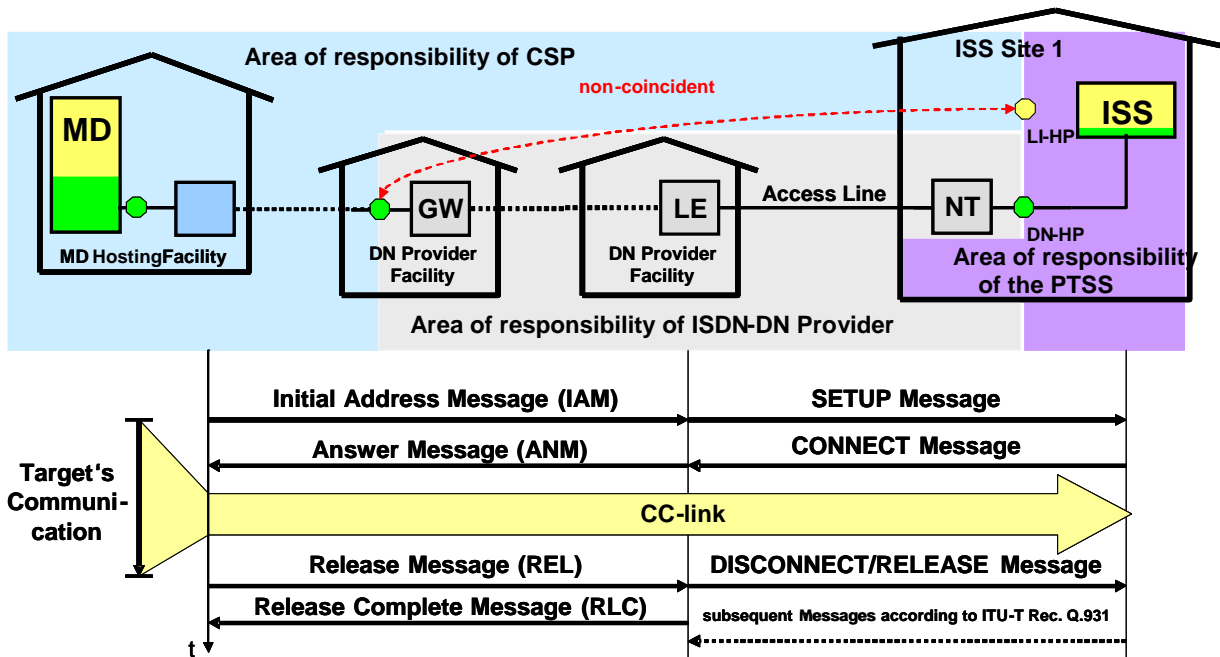 Area of responsibility of CSP
ISS Site 1
non-coincident
MD
ISS
LI-HP
GW
LE
Access Line
NT
DN-HP
MD HostingFacility
DN Provider
Facility
DN Provider
Facility
Area of responsibility
of the PTSS
Area of responsibility of ISDN-DN Provider
Initial Address Message (IAM)
SETUP Message
Answer Message (ANM)
CONNECT Message
Target's
Communi-
cation
CC-link
Release Message (REL)
DISCONNECT/RELEASE Message
Release Complete Message (RLC)
subsequent Messages according to ITU-T Rec. Q.931
t